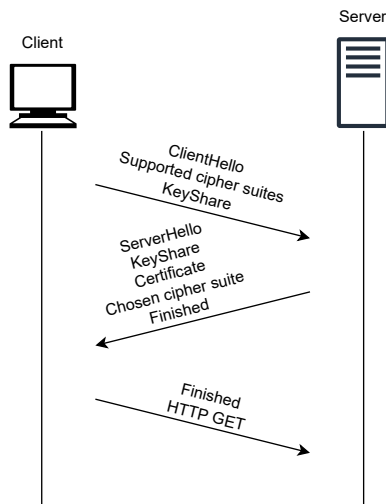 Client
Server
ClientHello
Supported cipher suites
KeyShare
ServerHello
KeyShare
Certificate
Chosen cipher suite
Finished
Finished
HTTP GET